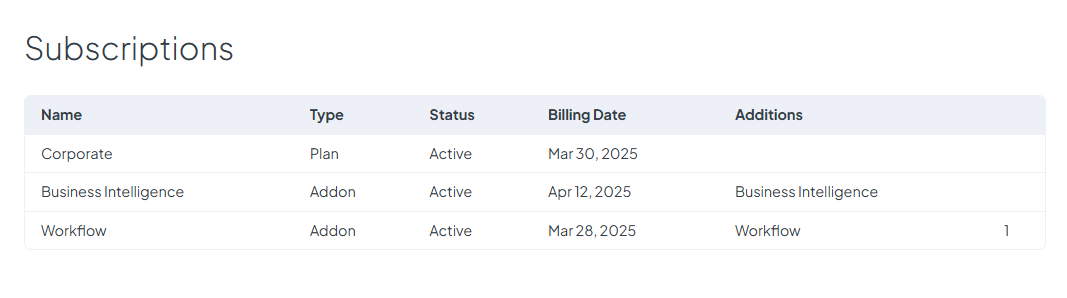 Subscriptions
Name Type Status Billing Date Additions
Corporate Plan Active Mar 30, 2025
Business Intelligence Addon Active Apr 12, 2025 Business Intelligence
Workflow Addon Active Mar 28, 2025 Workflow 1